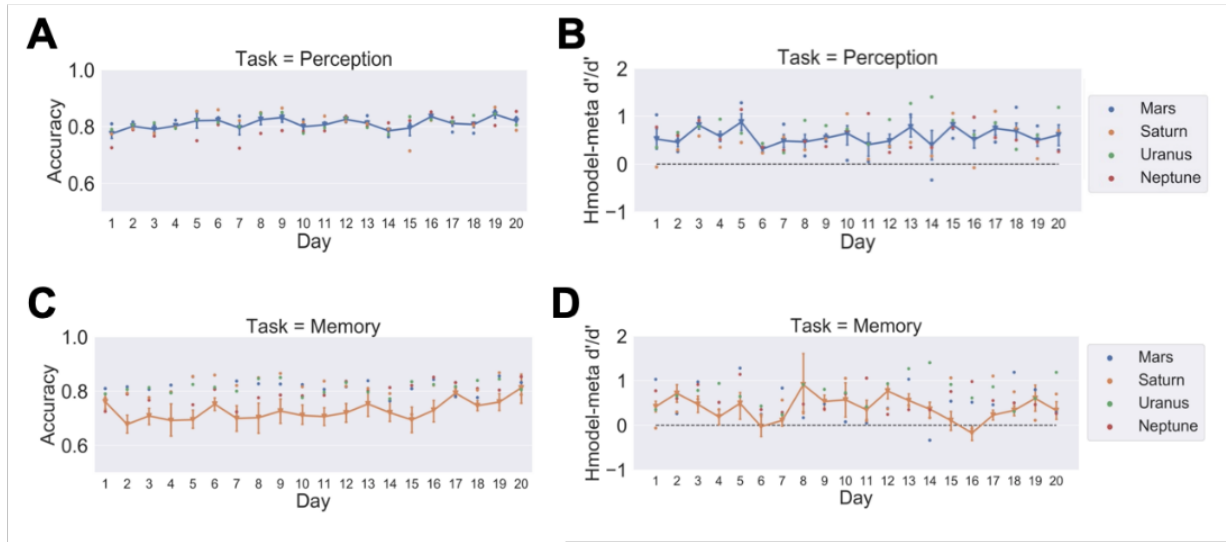 A
Task = Perception
Accuracy
1.0
0.8
0.6
1 2 3 4 5 6 7 8 9 10 11 12 13 14 15 16 17 18 19 20
Day
B
Task = Perception
Hmodel-meta d'/d'
2
1
0
−1
1 2 3 4 5 6 7 8 9 10 11 12 13 14 15 16 17 18 19 20
Day
Mars
Saturn
Uranus
Neptune
C
Task = Memory
Accuracy
1.0
0.8
0.6
1 2 3 4 5 6 7 8 9 10 11 12 13 14 15 16 17 18 19 20
Day
D
Task = Memory
Hmodel-meta d'/d'
2
1
0
−1
1 2 3 4 5 6 7 8 9 10 11 12 13 14 15 16 17 18 19 20
Day
Mars
Saturn
Uranus
Neptune